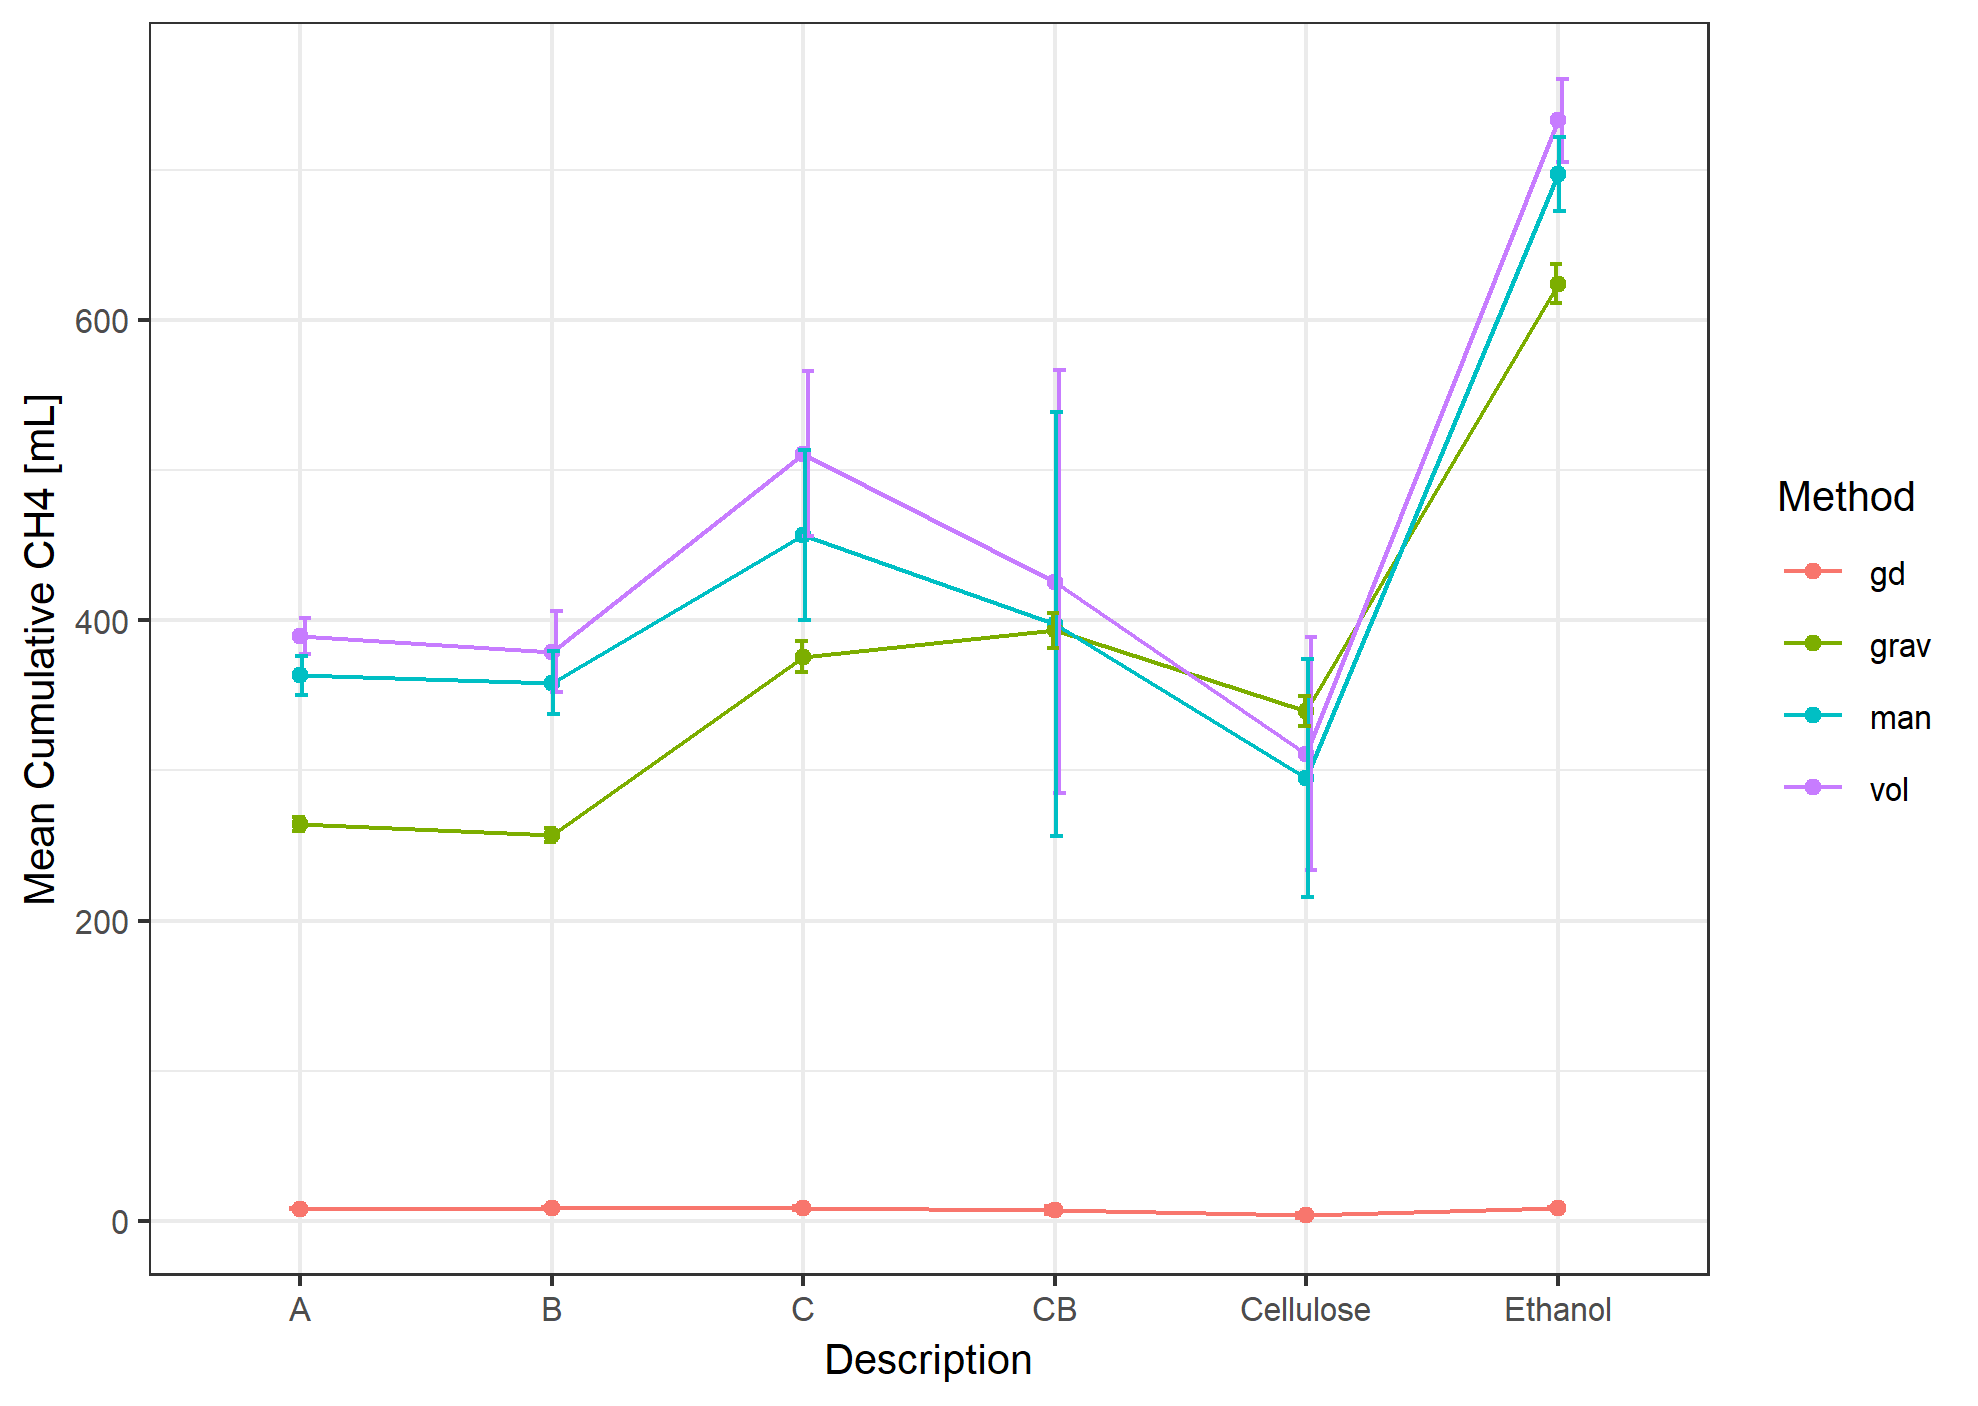 Mean Cumulative CH4 [mL]
600
400
200
0
A B C CB Cellulose Ethanol
Description
Method
gd
grav
man
vol